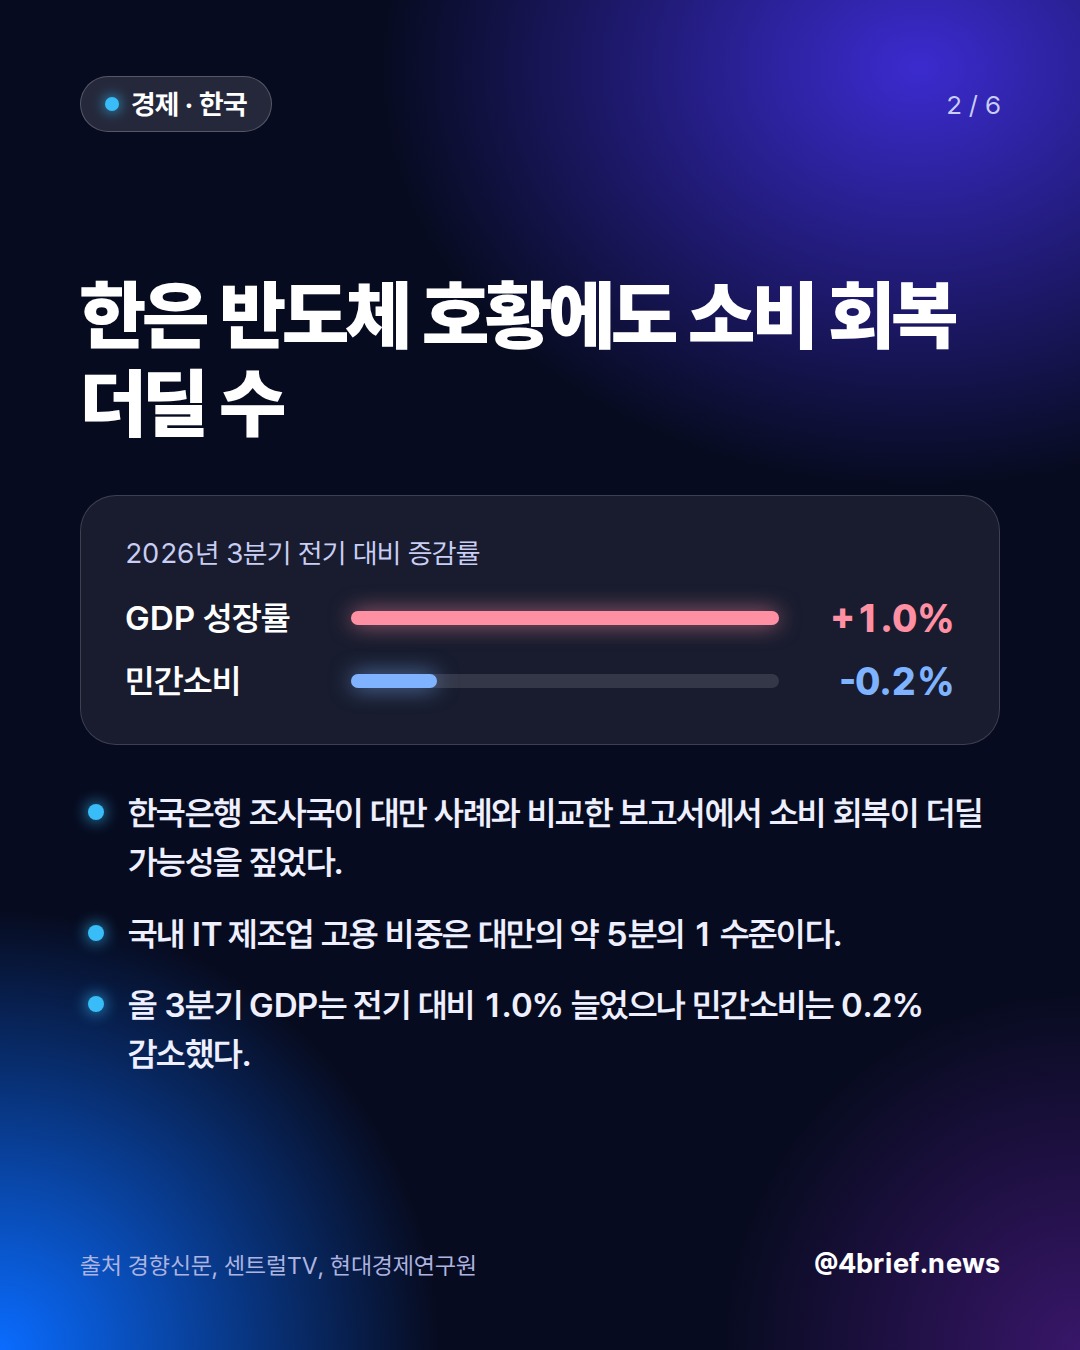 경제 · 한국
2 / 6
한은 반도체 호황에도 소비 회복
더딜 수
2026년 3분기 전기 대비 증감률
GDP 성장률 +1.0%
민간소비 -0.2%
한국은행 조사국이 대만 사례와 비교한 보고서에서 소비 회복이 더딜
가능성을 짚었다.
국내 IT 제조업 고용 비중은 대만의 약 5분의 1 수준이다.
올 3분기 GDP는 전기 대비 1.0% 늘었으나 민간소비는 0.2%
감소했다.
출처 경향신문, 센트럴TV, 현대경제연구원
@4brief.news